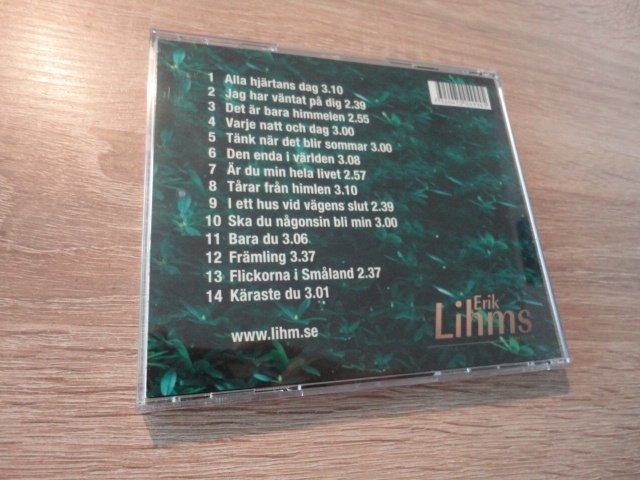 1 Alla hjärtans dag 3.10
2 Jag har väntat på dig 2.39
3 Det är bara himmelen 2.55
4 Varje natt och dag 3.00
5 Tänk när det blir sommar 3.00
6 Den enda i världen 3.08
7 Är du min hela livet 2.57
8 Tårar från himlen 3.10
9 I ett hus vid vägens slut 2.39
10 Ska du någonsin bli min 3.00
11 Bara du 3.06
12 Främling 3.37
13 Flickorna i Småland 2.37
14 Käraste du 3.01
www.lihm.se
Erik
Lihms